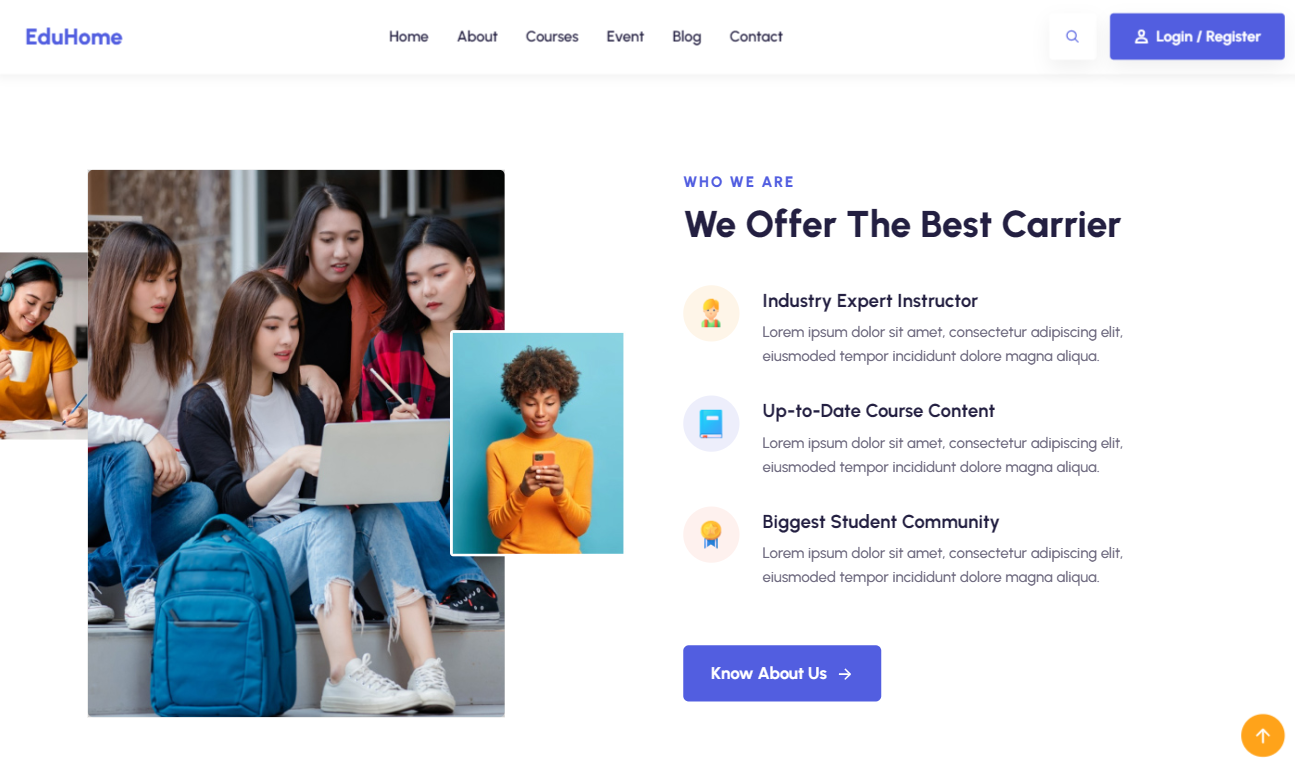 EduHome
Home About Courses Event Blog Contact
Login / Register
WHO WE ARE
We Offer The Best Carrier
Industry Expert Instructor
Lorem ipsum dolor sit amet, consectetur adipiscing elit,
eiusmoded tempor incididunt dolore magna aliqua.
Up-to-Date Course Content
Lorem ipsum dolor sit amet, consectetur adipiscing elit,
eiusmoded tempor incididunt dolore magna aliqua.
Biggest Student Community
Lorem ipsum dolor sit amet, consectetur adipiscing elit,
eiusmoded tempor incididunt dolore magna aliqua.
Know About Us